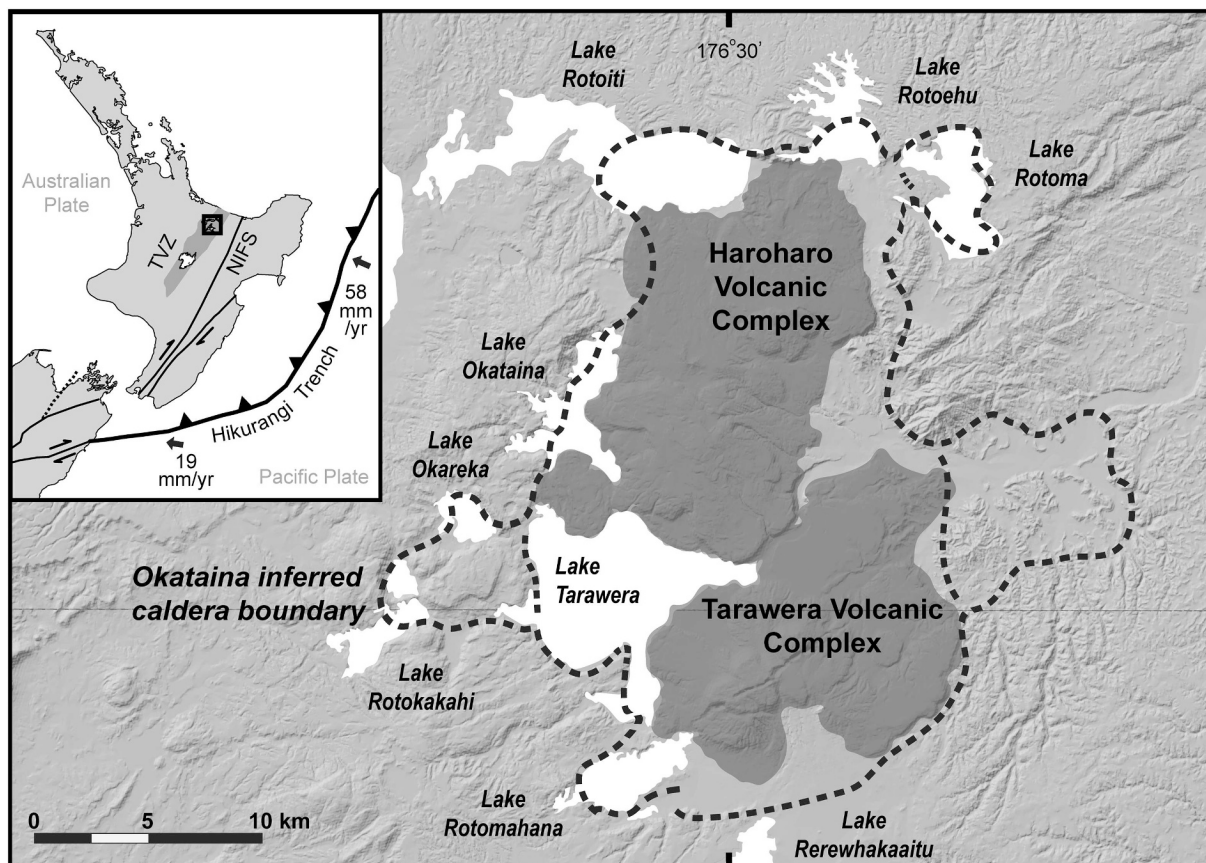 Australian
Plate
TVZ
NIFS
58
mm
/yr
Hikurangi Trench
19
mm/yr
Pacific Plate
176°30'
Lake
Rotoiti
Lake
Rotoehu
Lake
Rotoma
Haroharo
Volcanic
Complex
Lake
Okataina
Lake
Okareka
Okataina inferred
caldera boundary
Lake
Tarawera
Tarawera Volcanic
Complex
Lake
Rotokakahi
Lake
Rotomahana
Lake
Rerewhakaaitu
0 5 10 km